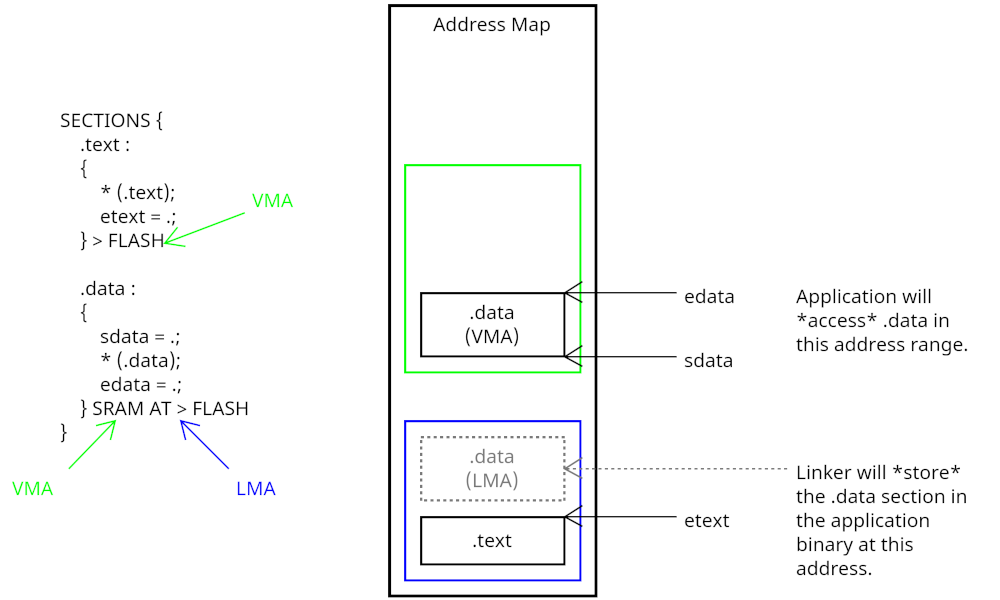 Address Map
SECTIONS {
.text :
{
* (.text);
etext = .;
} > FLASH
VMA
.data :
{
sdata = .;
* (.data);
edata = .;
} SRAM AT > FLASH
}
VMA
LMA
.data
(VMA)
edata
sdata
Application will
*access* .data in
this address range.
.data
(LMA)
.text
etext
Linker will *store*
the .data section in
the application
binary at this
address.